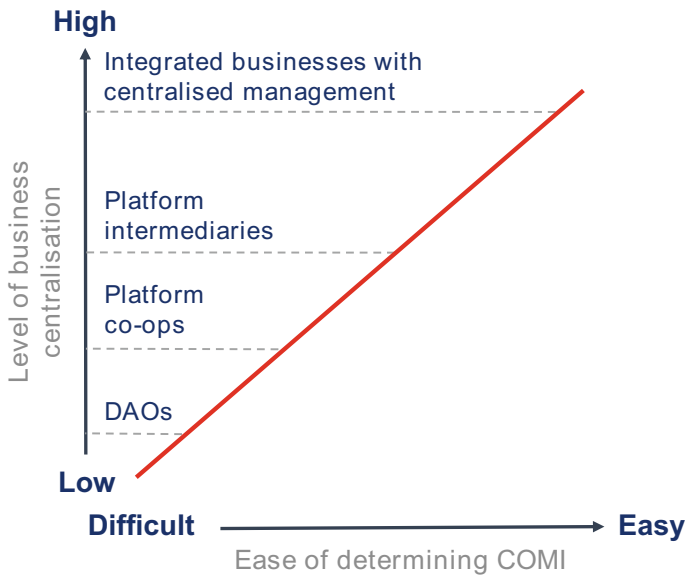 High
Integrated businesses with
centralised management
Platform
intermediaries
Platform
co-ops
DAOs
Level of business
centralisation
Low
Difficult
Easy
Ease of determining COMI